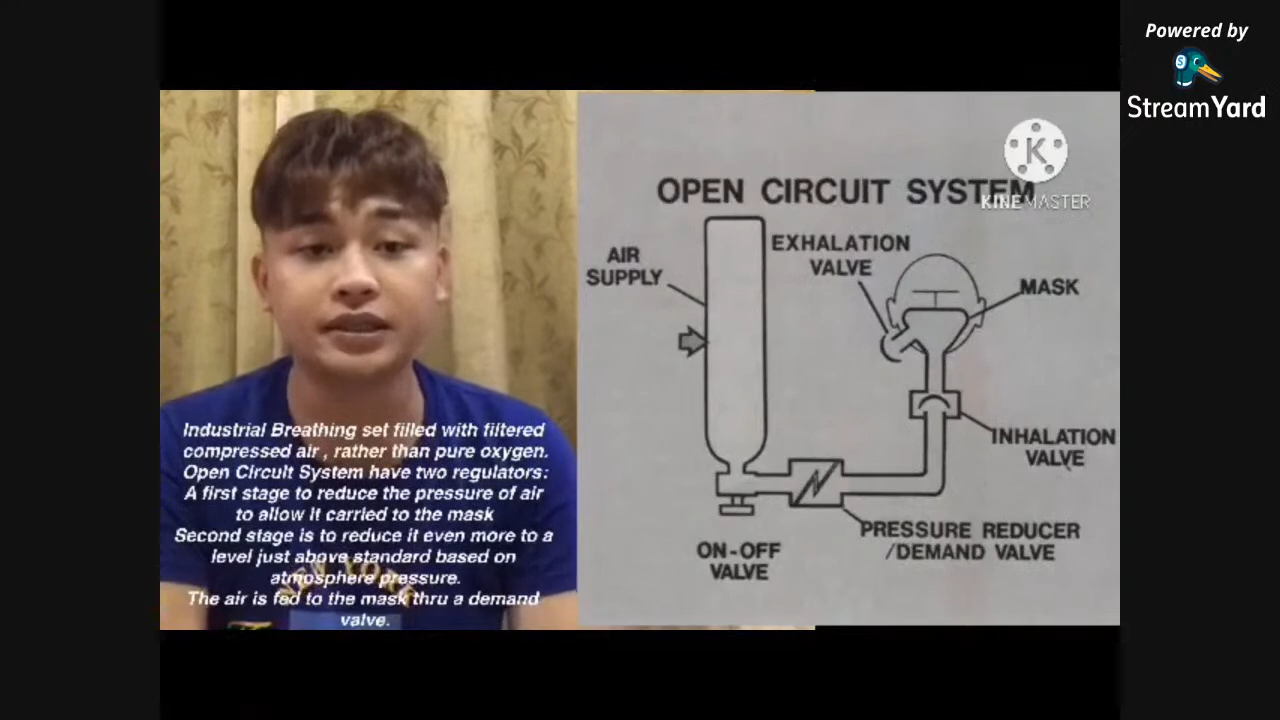 Powered by
StreamYard
Industrial Breathing set filled with filtered
compressed air , rather than pure oxygen.
Open Circuit System have two regulators:
A first stage to reduce the pressure of air
to allow it carried to the mask
Second stage is to reduce it even more to a
level just above standard based on
atmosphere pressure.
The air is fed to the mask thru a demand
valve.
NEW YORK
K
KINEMASTER
OPEN CIRCUIT SYSTEM
AIR
SUPPLY
EXHALATION
VALVE
MASK
INHALATION
VALVE
PRESSURE REDUCER
/DEMAND VALVE
ON-OFF
VALVE